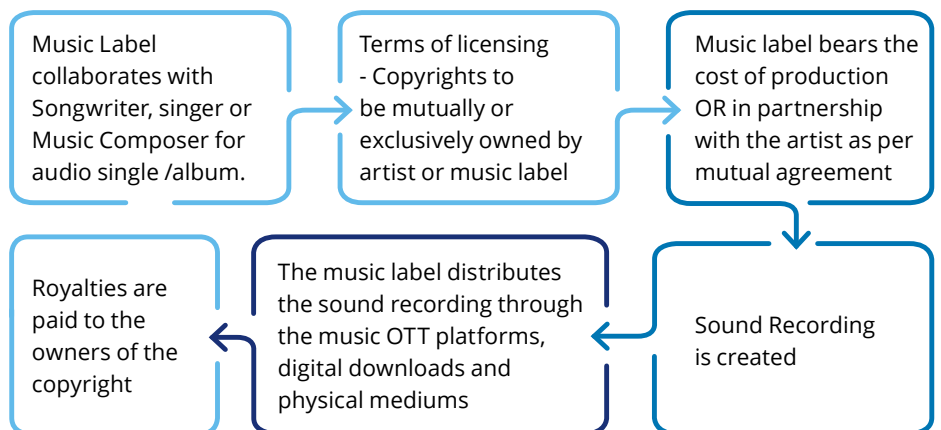 Music Label
collaborates with
Songwriter, singer or
Music Composer for
audio single /album.
Terms of licensing
- Copyrights to
be mutually or
exclusively owned by
artist or music label
Music label bears the
cost of production
OR in partnership
with the artist as per
mutual agreement
Sound Recording
is created
The music label distributes
the sound recording through
the music OTT platforms,
digital downloads and
physical mediums
Royalties are
paid to the
owners of the
copyright